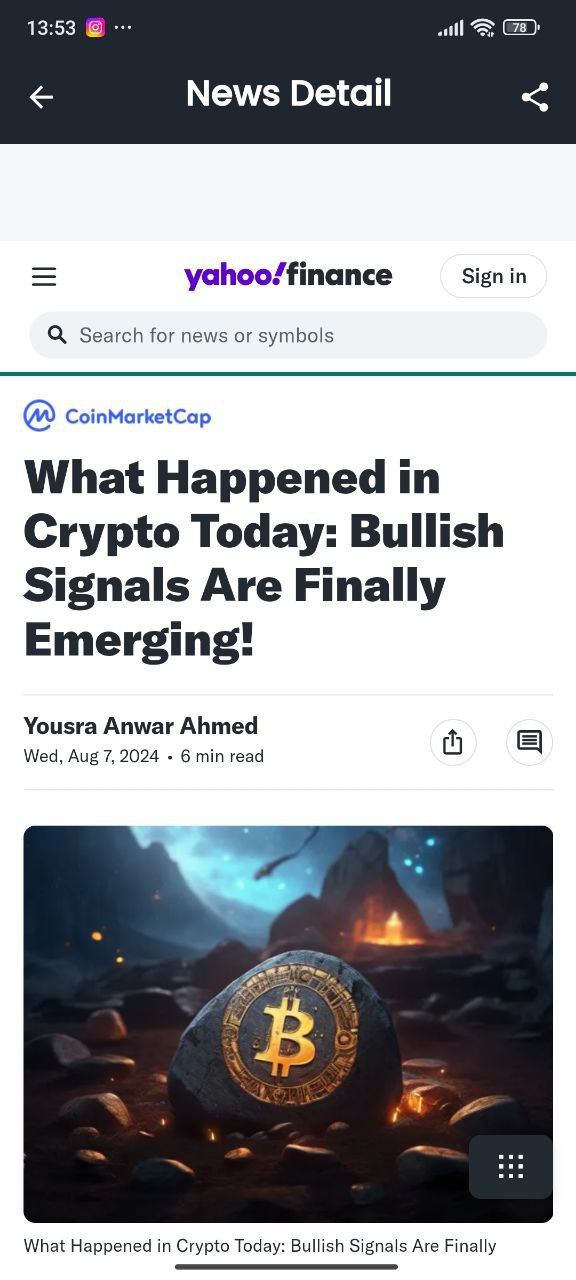 13:53
78
News Detail
yahoo!finance
Sign in
Search for news or symbols
CoinMarketCap
What Happened in
Crypto Today: Bullish
Signals Are Finally
Emerging!
Yousra Anwar Ahmed
Wed, Aug 7, 2024 • 6 min read
What Happened in Crypto Today: Bullish Signals Are Finally